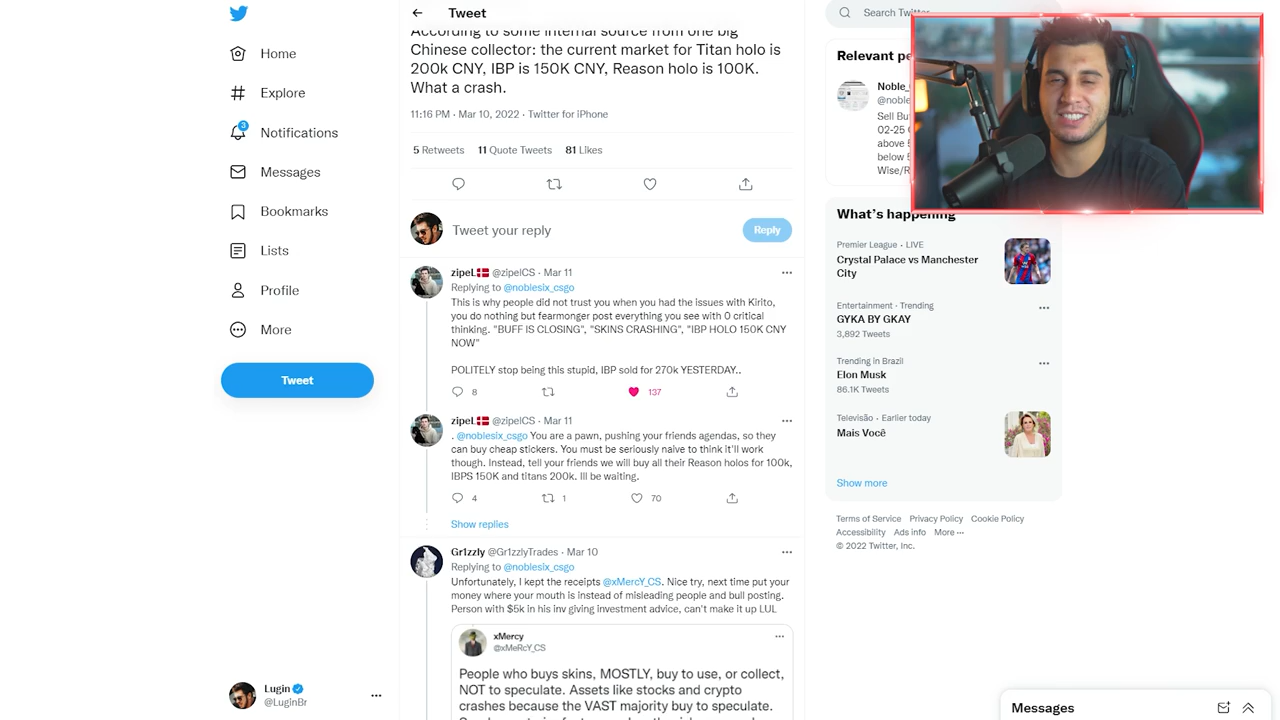 Home
Explore
3
Notifications
Messages
Bookmarks
Lists
Profile
More
Tweet
Lugin
@LuginBr
Tweet
According to some internal source from one big
Chinese collector: the current market for Titan holo is
200k CNY, IBP is 150K CNY, Reason holo is 100K.
What a crash.
11:16 PM · Mar 10, 2022 · Twitter for iPhone
5 Retweets 11 Quote Tweets 81 Likes
Tweet your reply
Reply
zipeL @zipelCS · Mar 11
Replying to @noblesix_csgo
This is why people did not trust you when you had the issues with Kirito,
you do nothing but fearmonger post everything you see with 0 critical
thinking. "BUFF IS CLOSING", "SKINS CRASHING", "IBP HOLO 150K CNY
NOW"
POLITELY stop being this stupid, IBP sold for 270k YESTERDAY..
8 137
zipeL @zipelCS · Mar 11
. @noblesix_csgo You are a pawn, pushing your friends agendas, so they
can buy cheap stickers. You must be seriously naive to think it'll work
though. Instead, tell your friends we will buy all their Reason holos for 100k,
IBPS 150K and titans 200k. Ill be waiting.
4 1 70
Show replies
Gr1zzly @Gr1zzlyTrades · Mar 10
Replying to @noblesix_csgo
Unfortunately, I kept the receipts @xMercY_CS. Nice try, next time put your
money where your mouth is instead of misleading people and bull posting.
Person with $5k in his inv giving investment advice, can't make it up LUL
xMercy
@xMeRcY_CS
People who buys skins, MOSTLY, buy to use, or collect,
NOT to speculate. Assets like stocks and crypto
crashes because the VAST majority buy to speculate.
Search Twitter
Relevant
Noble_
@noble
Sell Bu
02-25
above
below
Wise/R
What's happening
Premier League · LIVE
Crystal Palace vs Manchester
City
Entertainment · Trending
GYKA BY GKAY
3,892 Tweets
Trending in Brazil
Elon Musk
86.1K Tweets
Televisão · Earlier today
Mais Você
Show more
Terms of Service Privacy Policy Cookie Policy
Accessibility Ads info More ···
© 2022 Twitter, Inc.
Messages